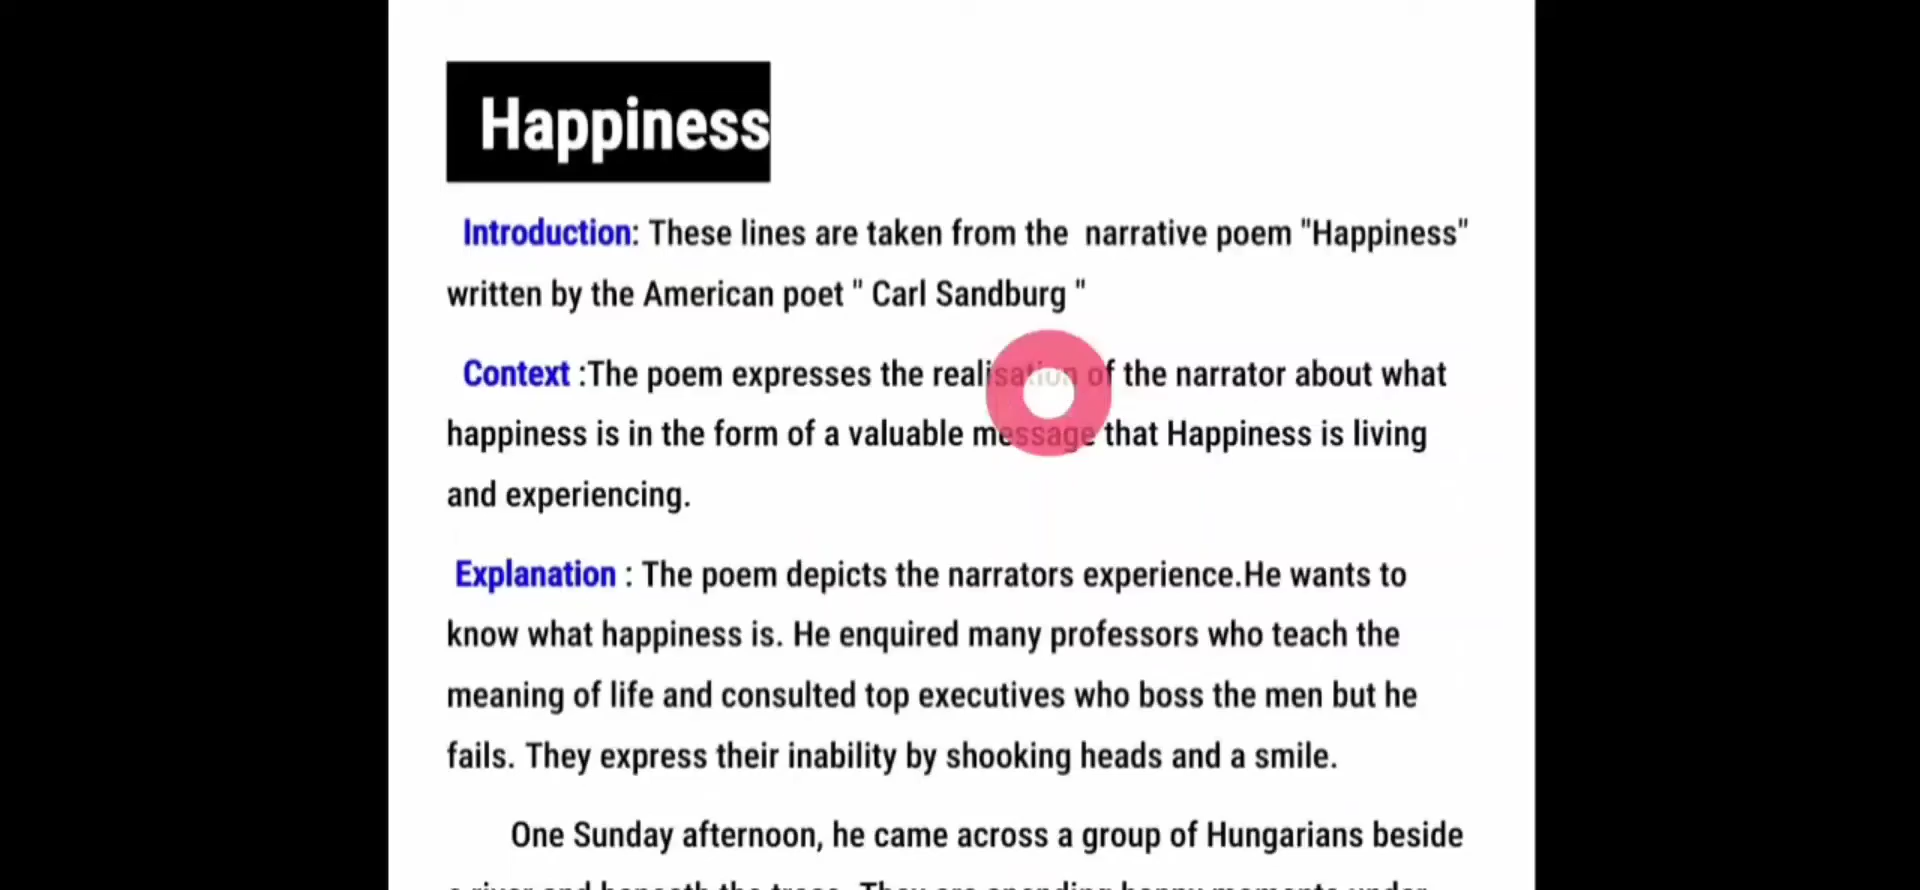 Happiness
Introduction: These lines are taken from the narrative poem "Happiness"
written by the American poet " Carl Sandburg "
Context :The poem expresses the realisation of the narrator about what
happiness is in the form of a valuable message that Happiness is living
and experiencing.
Explanation : The poem depicts the narrators experience.He wants to
know what happiness is. He enquired many professors who teach the
meaning of life and consulted top executives who boss the men but he
fails. They express their inability by shooking heads and a smile.
One Sunday afternoon, he came across a group of Hungarians beside